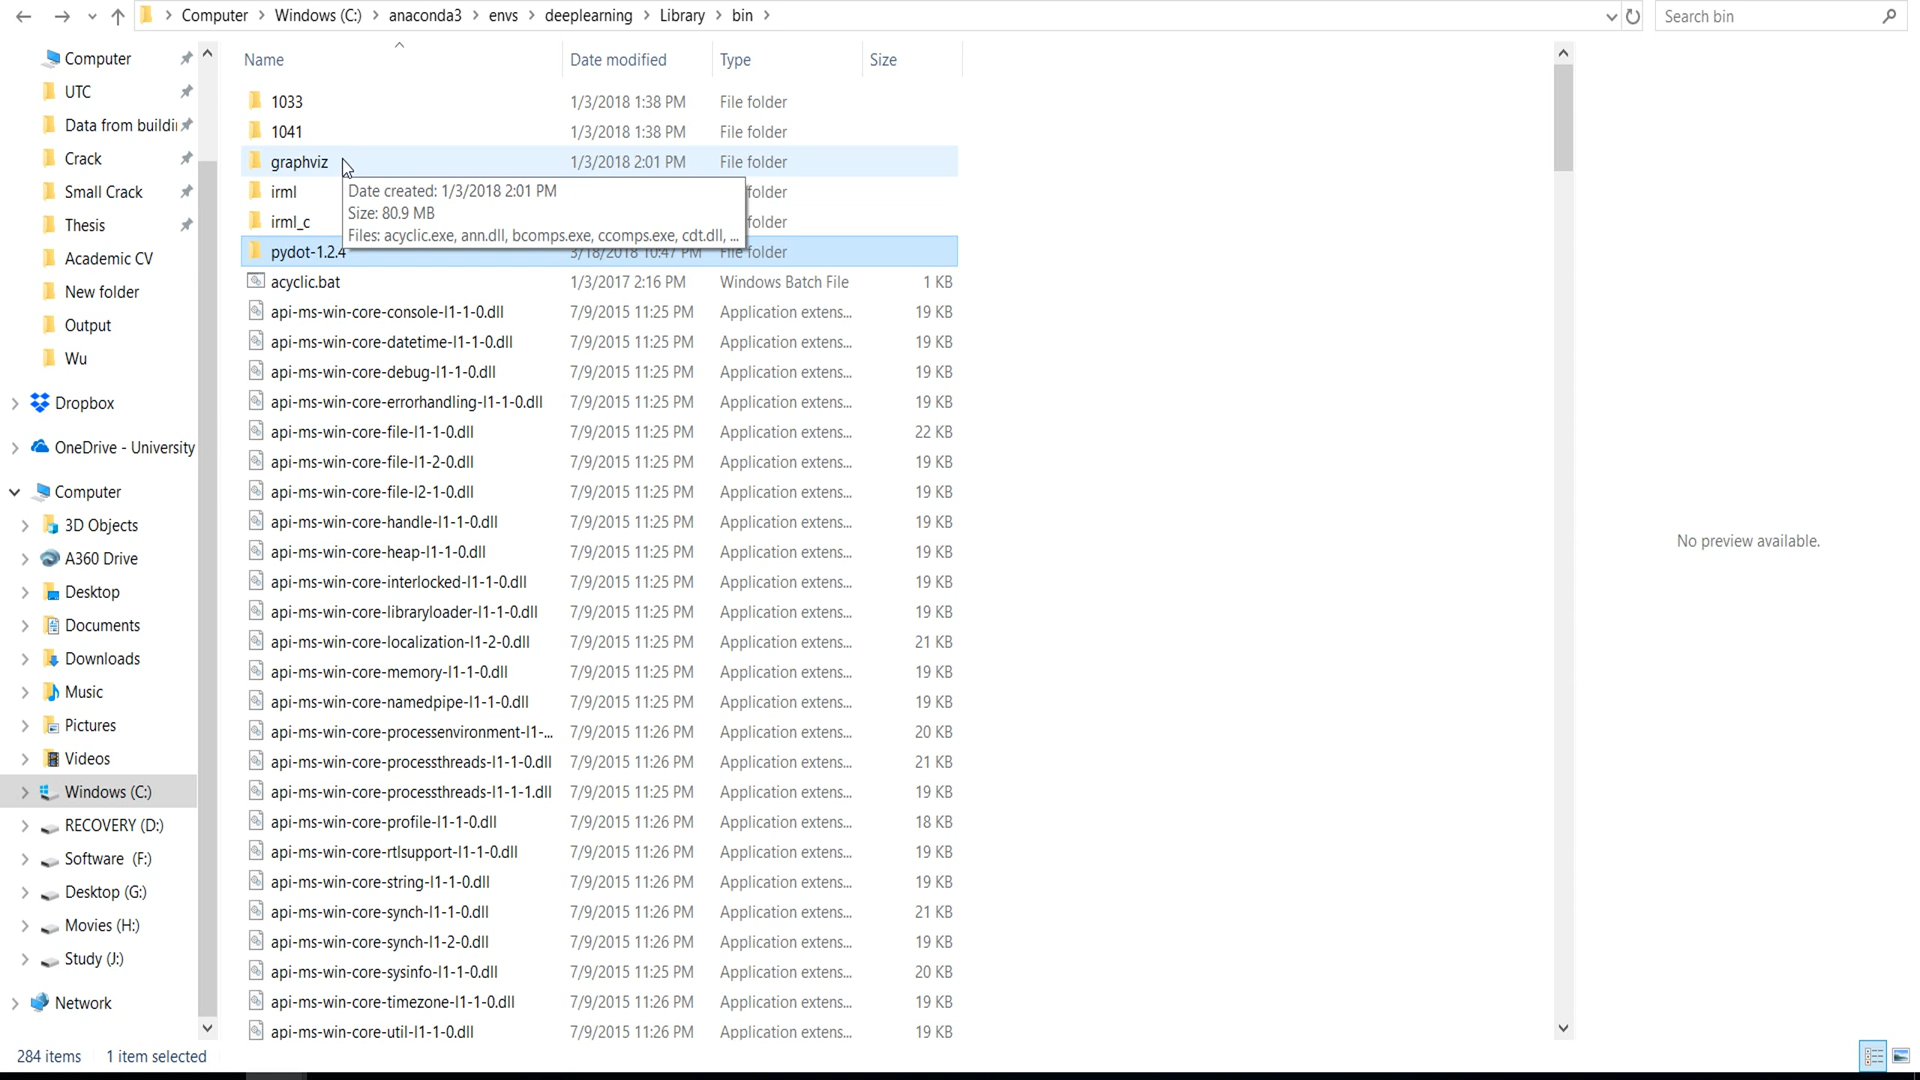 Computer > Windows (C:) > anaconda3 > envs > deeplearning > Library > bin >
Search bin
Computer
UTC
Data from buildi
Crack
Small Crack
Thesis
Academic CV
New folder
Output
Wu
Dropbox
OneDrive - University
Computer
3D Objects
A360 Drive
Desktop
Documents
Downloads
Music
Pictures
Videos
Windows (C:)
RECOVERY (D:)
Software (F:)
Desktop (G:)
Movies (H:)
Study (J:)
Network
Name Date modified Type Size
1033 1/3/2018 1:38 PM File folder
1041 1/3/2018 1:38 PM File folder
graphviz 1/3/2018 2:01 PM File folder
irml folder
irml_c folder
Date created: 1/3/2018 2:01 PM
Size: 80.9 MB
Files: acyclic.exe, ann.dll, bcomps.exe, ccomps.exe, cdt.dll, ...
pydot-1.2.4 3/18/2018 10:47 PM File folder
acyclic.bat 1/3/2017 2:16 PM Windows Batch File 1 KB
api-ms-win-core-console-l1-1-0.dll 7/9/2015 11:25 PM Application extens... 19 KB
api-ms-win-core-datetime-l1-1-0.dll 7/9/2015 11:25 PM Application extens... 19 KB
api-ms-win-core-debug-l1-1-0.dll 7/9/2015 11:25 PM Application extens... 19 KB
api-ms-win-core-errorhandling-l1-1-0.dll 7/9/2015 11:25 PM Application extens... 19 KB
api-ms-win-core-file-l1-1-0.dll 7/9/2015 11:25 PM Application extens... 22 KB
api-ms-win-core-file-l1-2-0.dll 7/9/2015 11:25 PM Application extens... 19 KB
api-ms-win-core-file-l2-1-0.dll 7/9/2015 11:25 PM Application extens... 19 KB
api-ms-win-core-handle-l1-1-0.dll 7/9/2015 11:25 PM Application extens... 19 KB
api-ms-win-core-heap-l1-1-0.dll 7/9/2015 11:25 PM Application extens... 19 KB
api-ms-win-core-interlocked-l1-1-0.dll 7/9/2015 11:25 PM Application extens... 19 KB
api-ms-win-core-libraryloader-l1-1-0.dll 7/9/2015 11:25 PM Application extens... 19 KB
api-ms-win-core-localization-l1-2-0.dll 7/9/2015 11:25 PM Application extens... 21 KB
api-ms-win-core-memory-l1-1-0.dll 7/9/2015 11:25 PM Application extens... 19 KB
api-ms-win-core-namedpipe-l1-1-0.dll 7/9/2015 11:25 PM Application extens... 19 KB
api-ms-win-core-processenvironment-l1-... 7/9/2015 11:26 PM Application extens... 20 KB
api-ms-win-core-processthreads-l1-1-0.dll 7/9/2015 11:26 PM Application extens... 21 KB
api-ms-win-core-processthreads-l1-1-1.dll 7/9/2015 11:25 PM Application extens... 19 KB
api-ms-win-core-profile-l1-1-0.dll 7/9/2015 11:26 PM Application extens... 18 KB
api-ms-win-core-rtlsupport-l1-1-0.dll 7/9/2015 11:26 PM Application extens... 19 KB
api-ms-win-core-string-l1-1-0.dll 7/9/2015 11:26 PM Application extens... 19 KB
api-ms-win-core-synch-l1-1-0.dll 7/9/2015 11:26 PM Application extens... 21 KB
api-ms-win-core-synch-l1-2-0.dll 7/9/2015 11:26 PM Application extens... 19 KB
api-ms-win-core-sysinfo-l1-1-0.dll 7/9/2015 11:25 PM Application extens... 20 KB
api-ms-win-core-timezone-l1-1-0.dll 7/9/2015 11:26 PM Application extens... 19 KB
api-ms-win-core-util-l1-1-0.dll 7/9/2015 11:26 PM Application extens... 19 KB
No preview available.
284 items 1 item selected